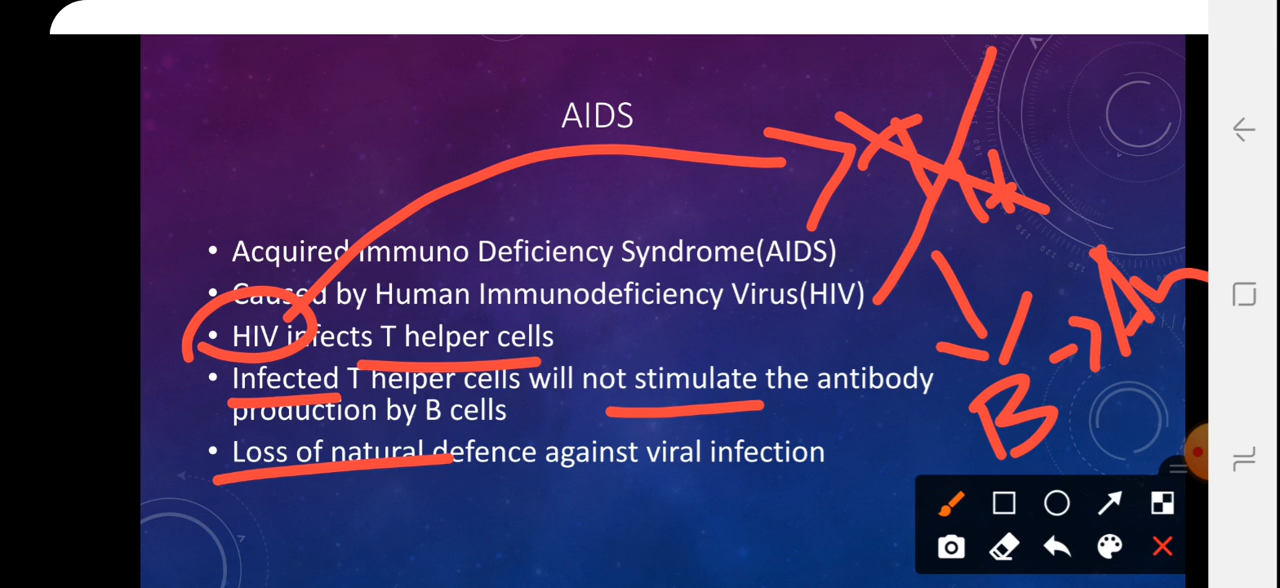 AIDS
• Acquired Immuno Deficiency Syndrome(AIDS)
• Caused by Human Immunodeficiency Virus(HIV)
• HIV infects T helper cells
• Infected T helper cells will not stimulate the antibody
production by B cells
• Loss of natural defence against viral infection
B